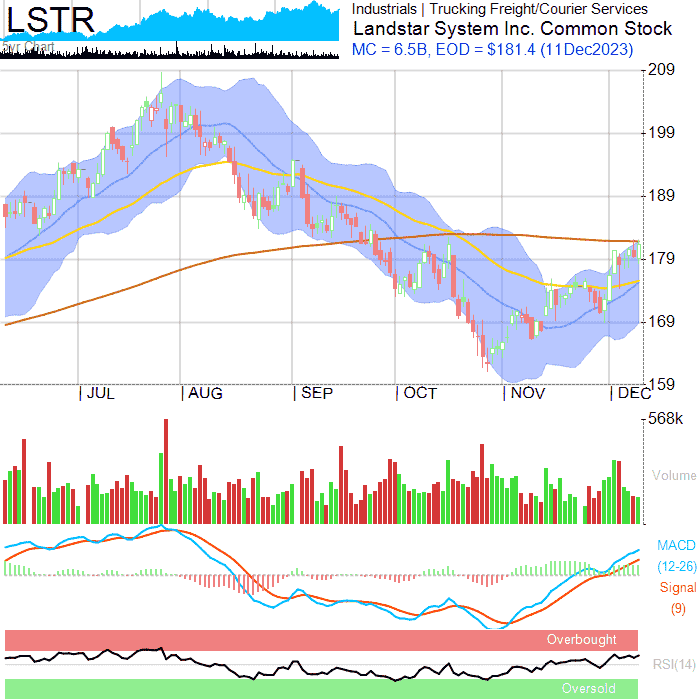 LSTR
5yr Chart
Industrials | Trucking Freight/Courier Services
Landstar System Inc. Common Stock
MC = 6.5B, EOD = $181.4 (11Dec2023)
209
199
189
179
169
159
JUL
AUG
SEP
OCT
NOV
DEC
568k
Volume
MACD
(12-26)
Signal
(9)
Overbought
RSI(14)
Oversold